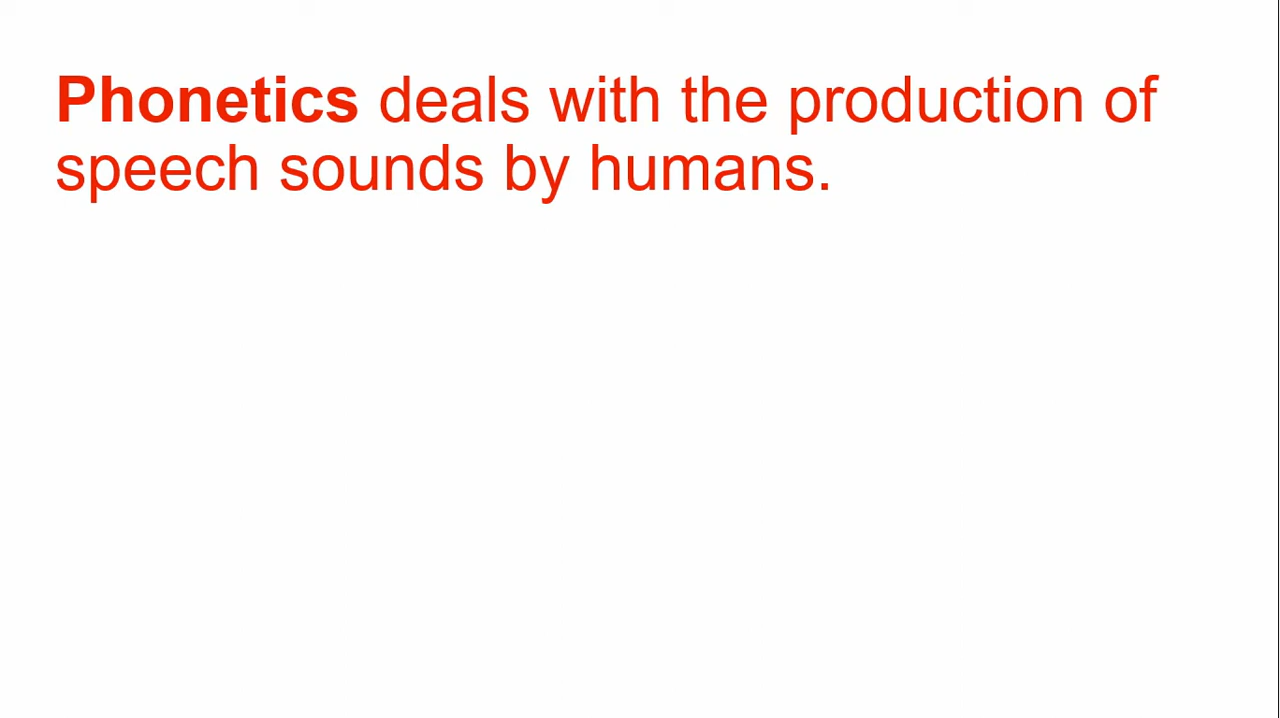 Phonetics deals with the production of
speech sounds by humans.